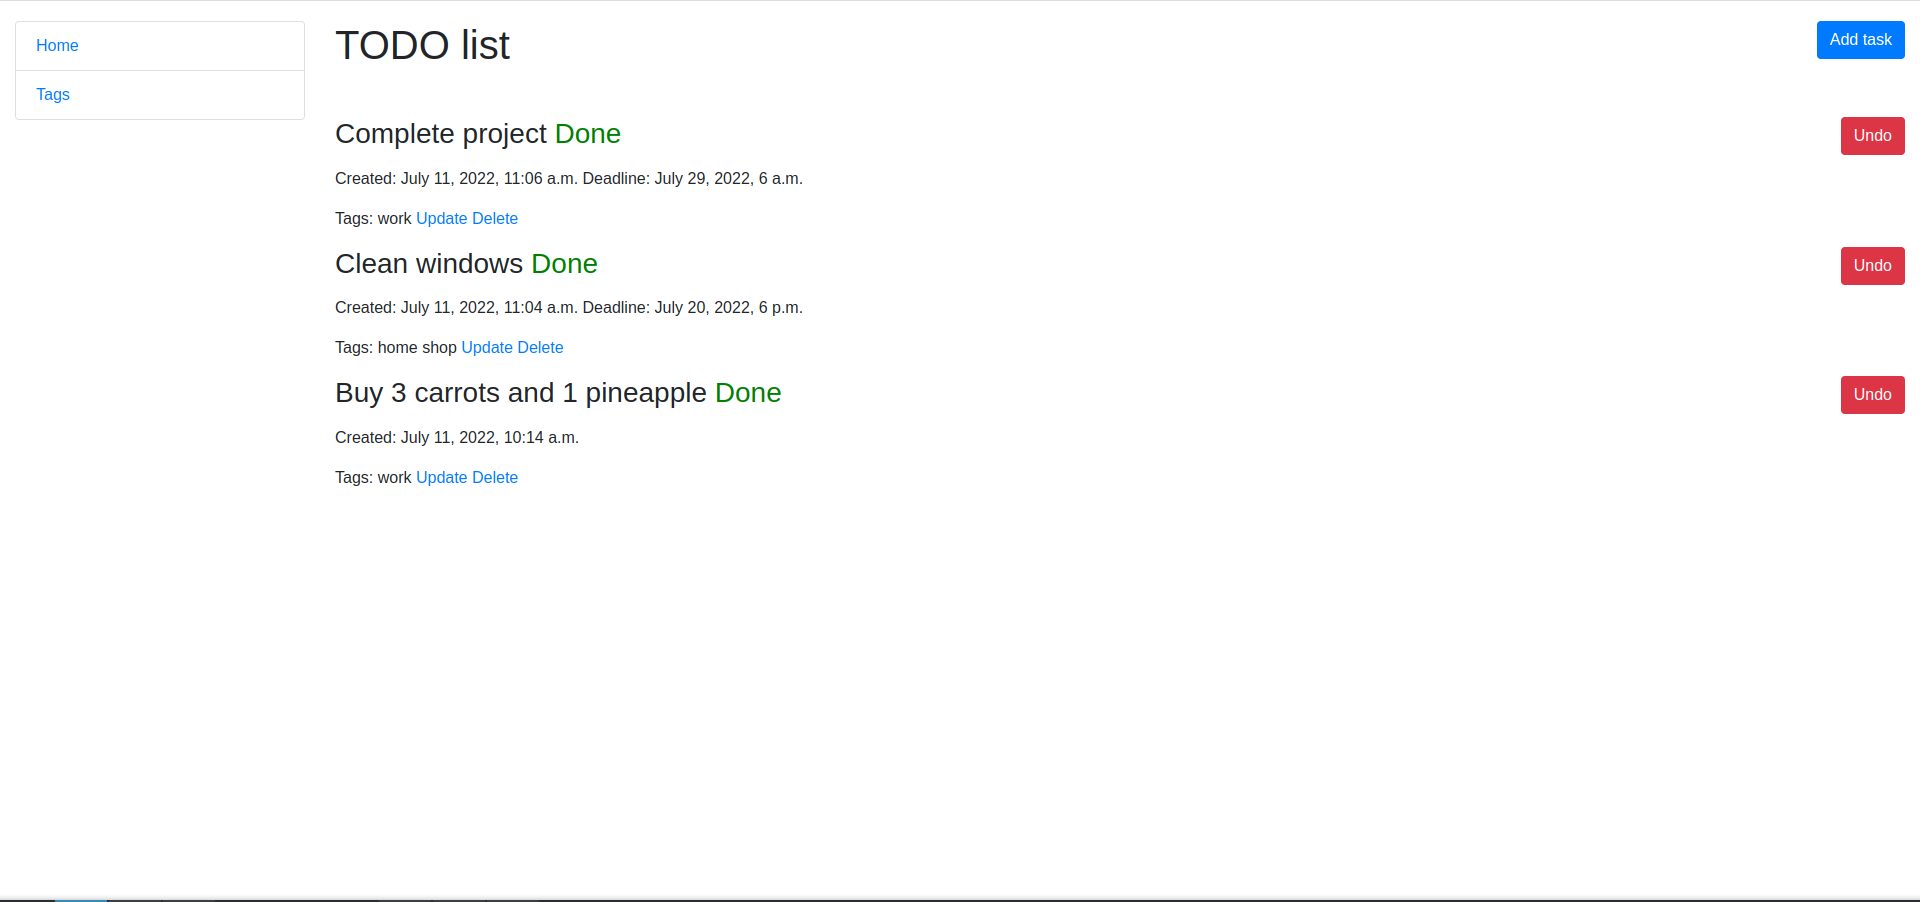 Home
Tags
TODO list
Add task
Complete project Done
Undo
Created: July 11, 2022, 11:06 a.m. Deadline: July 29, 2022, 6 a.m.
Tags: work Update Delete
Clean windows Done
Undo
Created: July 11, 2022, 11:04 a.m. Deadline: July 20, 2022, 6 p.m.
Tags: home shop Update Delete
Buy 3 carrots and 1 pineapple Done
Undo
Created: July 11, 2022, 10:14 a.m.
Tags: work Update Delete